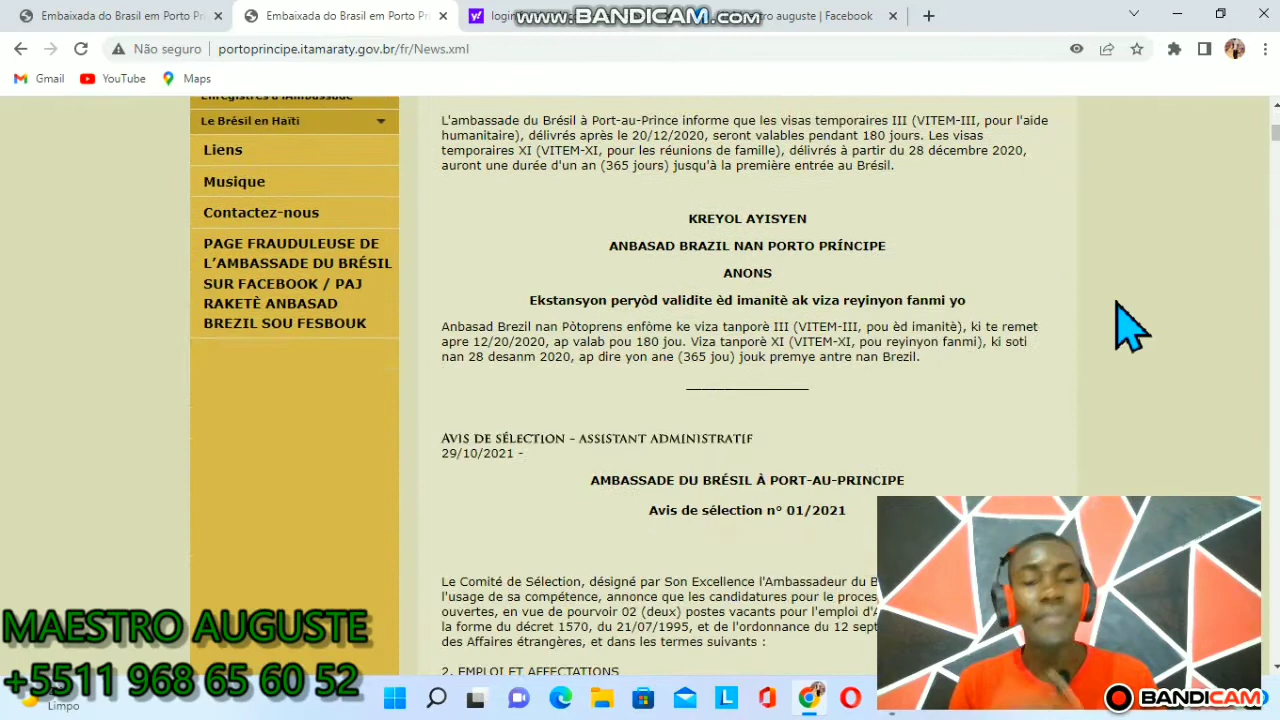 Embaixada do Brasil em Porto Pri
Embaixada do Brasil em Porto Pri
login
www.BANDICAM.com
stro auguste | Facebook
Não seguro
portoprincipe.itamaraty.gov.br/fr/News.xml
Gmail
YouTube
Maps
Enregistrés à l'Ambassade
Le Brésil en Haïti
Liens
Musique
Contactez-nous
PAGE FRAUDULEUSE DE
L'AMBASSADE DU BRÉSIL
SUR FACEBOOK / PAJ
RAKETÈ ANBASAD
BREZIL SOU FESBOUK
L'ambassade du Brésil à Port-au-Prince informe que les visas temporaires III (VITEM-III, pour l'aide
humanitaire), délivrés après le 20/12/2020, seront valables pendant 180 jours. Les visas
temporaires XI (VITEM-XI, pour les réunions de famille), délivrés à partir du 28 décembre 2020,
auront une durée d'un an (365 jours) jusqu'à la première entrée au Brésil.
KREYOL AYISYEN
ANBASAD BRAZIL NAN PORTO PRÍNCIPE
ANONS
Ekstansyon peryòd validite èd imanitè ak viza reyinyon fanmi yo
Anbasad Brezil nan Pòtoprens enfòme ke viza tanporè III (VITEM-III, pou èd imanitè), ki te remet
apre 12/20/2020, ap valab pou 180 jou. Viza tanporè XI (VITEM-XI, pou reyinyon fanmi), ki soti
nan 28 desanm 2020, ap dire yon ane (365 jou) jouk premye antre nan Brezil.
AVIS DE SÉLECTION - ASSISTANT ADMINISTRATIF
29/10/2021 -
AMBASSADE DU BRÉSIL À PORT-AU-PRINCIPE
Avis de sélection n° 01/2021
Le Comité de Sélection, désigné par Son Excellence l'Ambassadeur du B
l'usage de sa compétence, annonce que les candidatures pour le proces
ouvertes, en vue de pourvoir 02 (deux) postes vacants pour l'emploi d'A
la forme du décret 1570, du 21/07/1995, et de l'ordonnance du 12 sept
des Affaires étrangères, et dans les termes suivants :
2. EMPLOI ET AFFECTATIONS
MAESTRO AUGUSTE
+5511 968 65 60 52
Limpo
BANDICAM